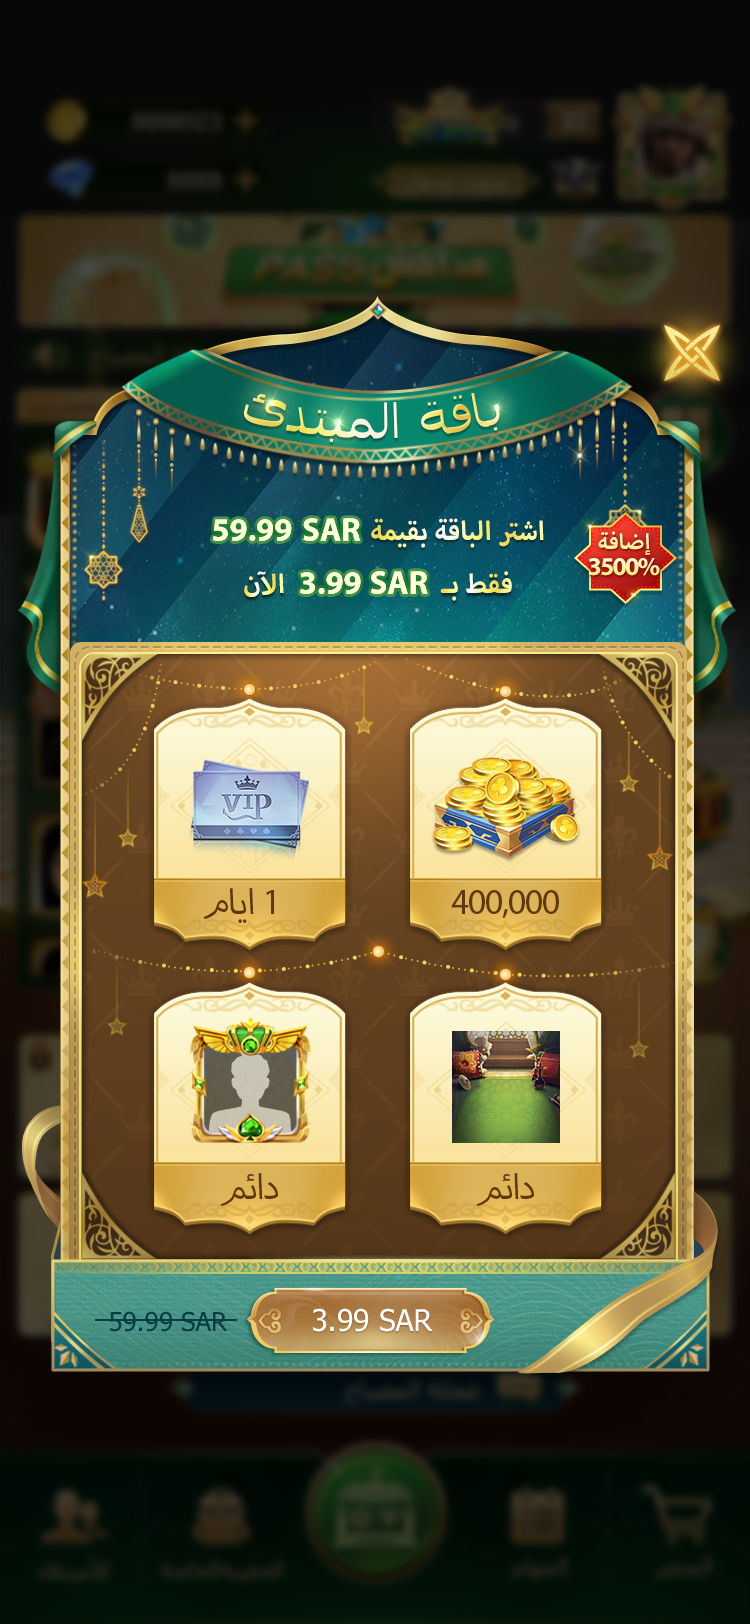 PASS
باقة المبتدئ
اشتر الباقة بقيمة 59.99 SAR
فقط بـ 3.99 SAR الآن
إضافة
3500%
VIP
1 ايام
400,000
دائم
دائم
59.99 SAR
3.99 SAR